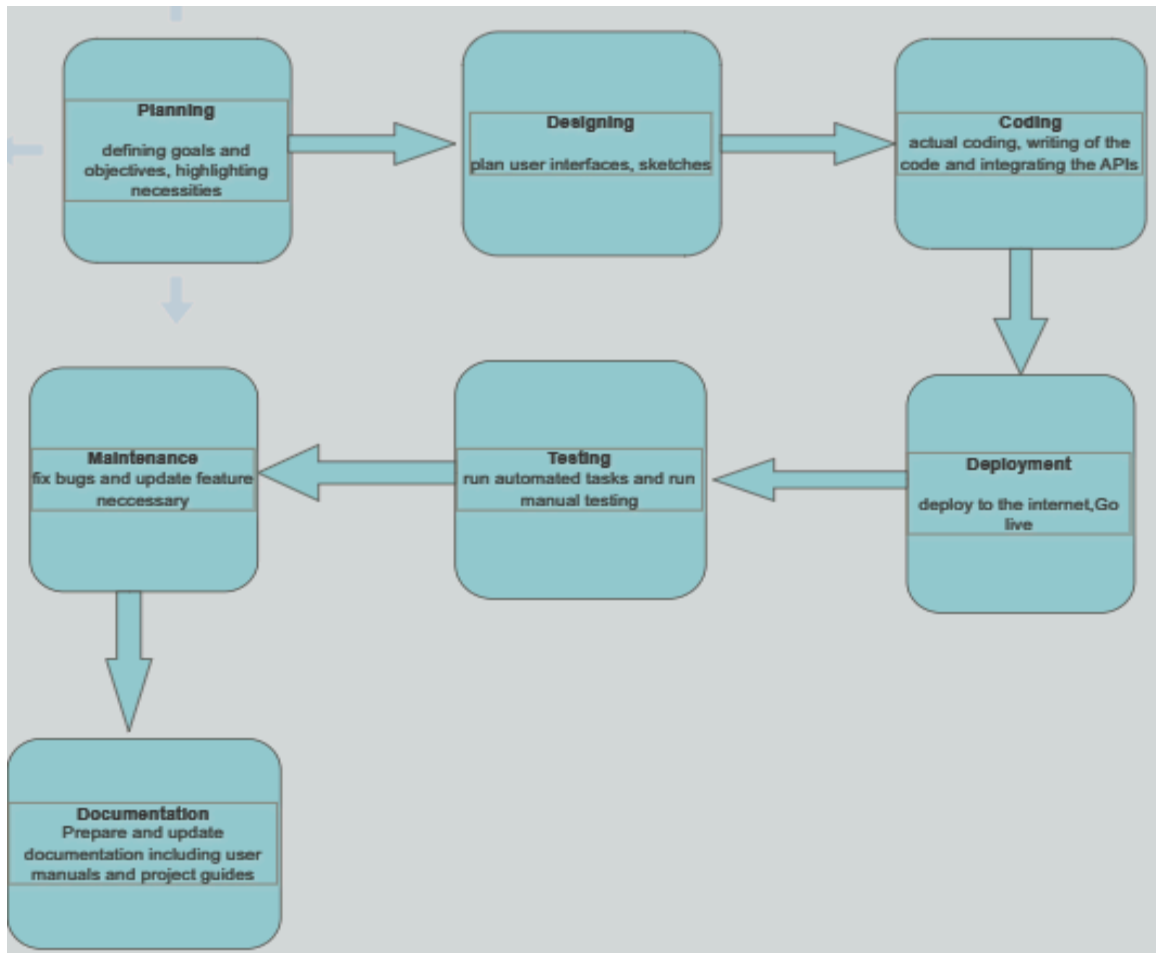 Planning
defining goals and
objectives, highlighting
necessities
Designing
plan user interfaces, sketches
Coding
actual coding, writing of the
code and integrating the APIs
Deployment
deploy to the internet,Go
live
Testing
run automated tasks and run
manual testing
Maintenance
fix bugs and update feature
neccessary
Documentation
Prepare and update
documentation including user
manuals and project guides